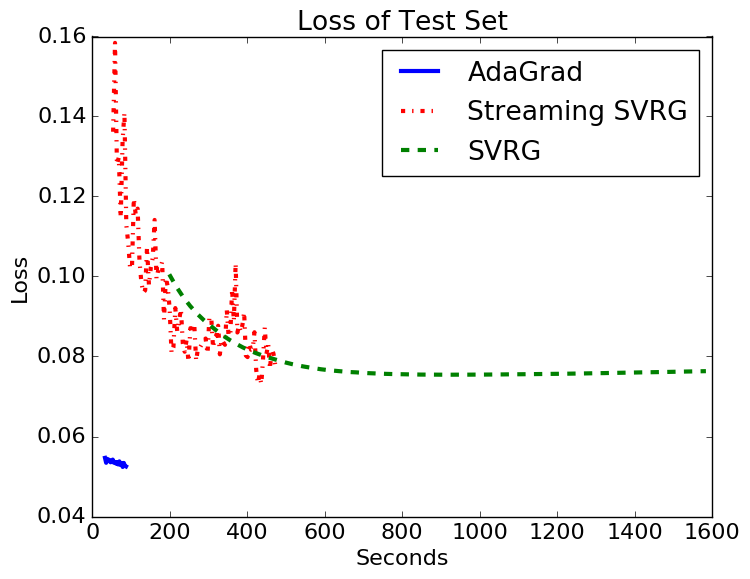 Loss of Test Set
0.16
0.14
0.12
0.10
0.08
0.06
0.04
Loss
AdaGrad
Streaming SVRG
SVRG
0 200 400 600 800 1000 1200 1400 1600
Seconds